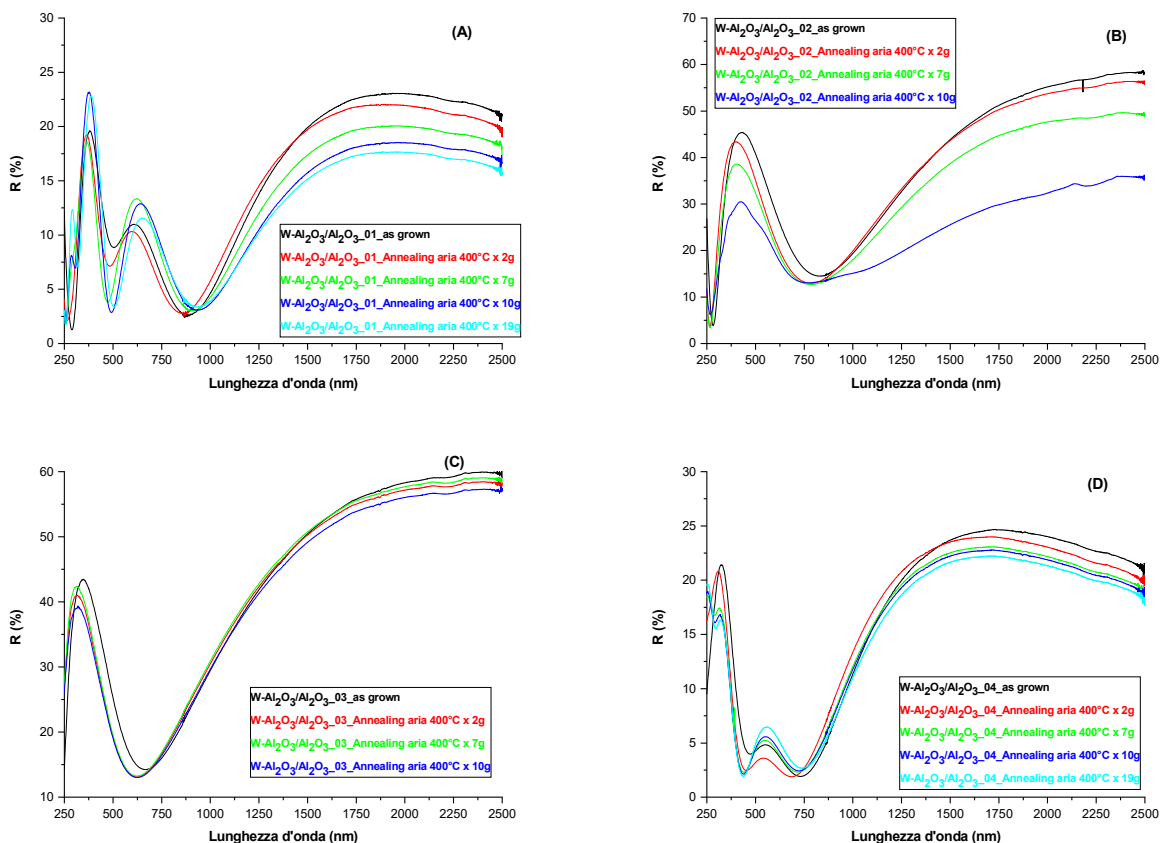 (A)
30
25
20
15
10
5
0
R (%)
W-Al2O3/Al2O3_01_as grown
W-Al2O3/Al2O3_01_Annealing aria 400°C x 2g
W-Al2O3/Al2O3_01_Annealing aria 400°C x 7g
W-Al2O3/Al2O3_01_Annealing aria 400°C x 10g
W-Al2O3/Al2O3_01_Annealing aria 400°C x 19g
250 500 750 1000 1250 1500 1750 2000 2250 2500
Lunghezza d'onda (nm)
(B)
70
60
50
40
30
20
10
0
R (%)
W-Al2O3/Al2O3_02_as grown
W-Al2O3/Al2O3_02_Annealing aria 400°C x 2g
W-Al2O3/Al2O3_02_Annealing aria 400°C x 7g
W-Al2O3/Al2O3_02_Annealing aria 400°C x 10g
250 500 750 1000 1250 1500 1750 2000 2250 2500
Lunghezza d'onda (nm)
(C)
60
50
40
30
20
10
R (%)
W-Al2O3/Al2O3_03_as grown
W-Al2O3/Al2O3_03_Annealing aria 400°C x 2g
W-Al2O3/Al2O3_03_Annealing aria 400°C x 7g
W-Al2O3/Al2O3_03_Annealing aria 400°C x 10g
250 500 750 1000 1250 1500 1750 2000 2250 2500
Lunghezza d'onda (nm)
(D)
30
25
20
15
10
5
0
R (%)
W-Al2O3/Al2O3_04_as grown
W-Al2O3/Al2O3_04_Annealing aria 400°C x 2g
W-Al2O3/Al2O3_04_Annealing aria 400°C x 7g
W-Al2O3/Al2O3_04_Annealing aria 400°C x 10g
W-Al2O3/Al2O3_04_Annealing aria 400°C x 19g
250 500 750 1000 1250 1500 1750 2000 2250 2500
Lunghezza d'onda (nm)